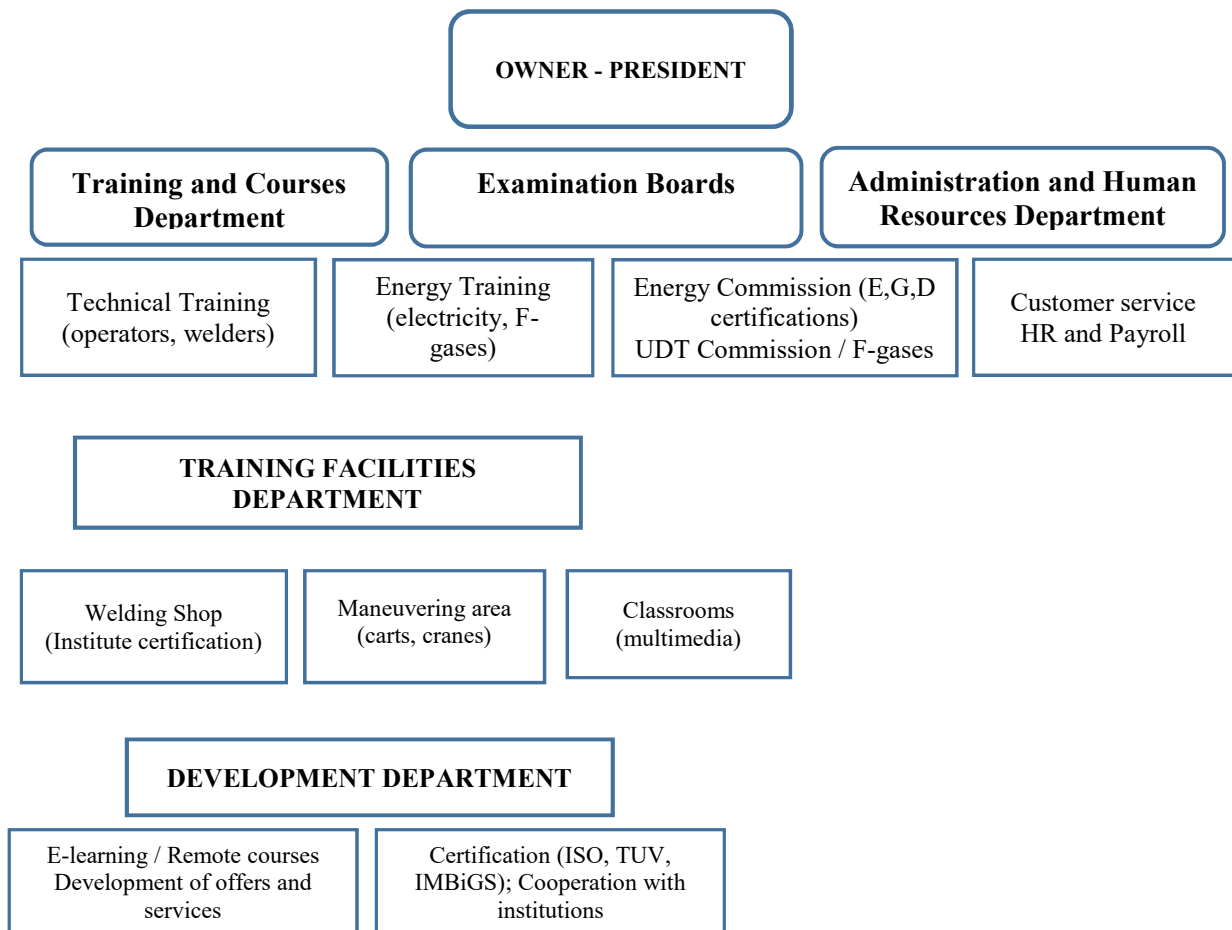 OWNER - PRESIDENT
Training and Courses
Department
Examination Boards
Administration and Human
Resources Department
Technical Training
(operators, welders)
Energy Training
(electricity, F-
gases)
Energy Commission (E,G,D
certifications)
UDT Commission / F-gases
Customer service
HR and Payroll
TRAINING FACILITIES
DEPARTMENT
Welding Shop
(Institute certification)
Maneuvering area
(carts, cranes)
Classrooms
(multimedia)
DEVELOPMENT DEPARTMENT
E-learning / Remote courses
Development of offers and
services
Certification (ISO, TUV,
IMBiGS); Cooperation with
institutions